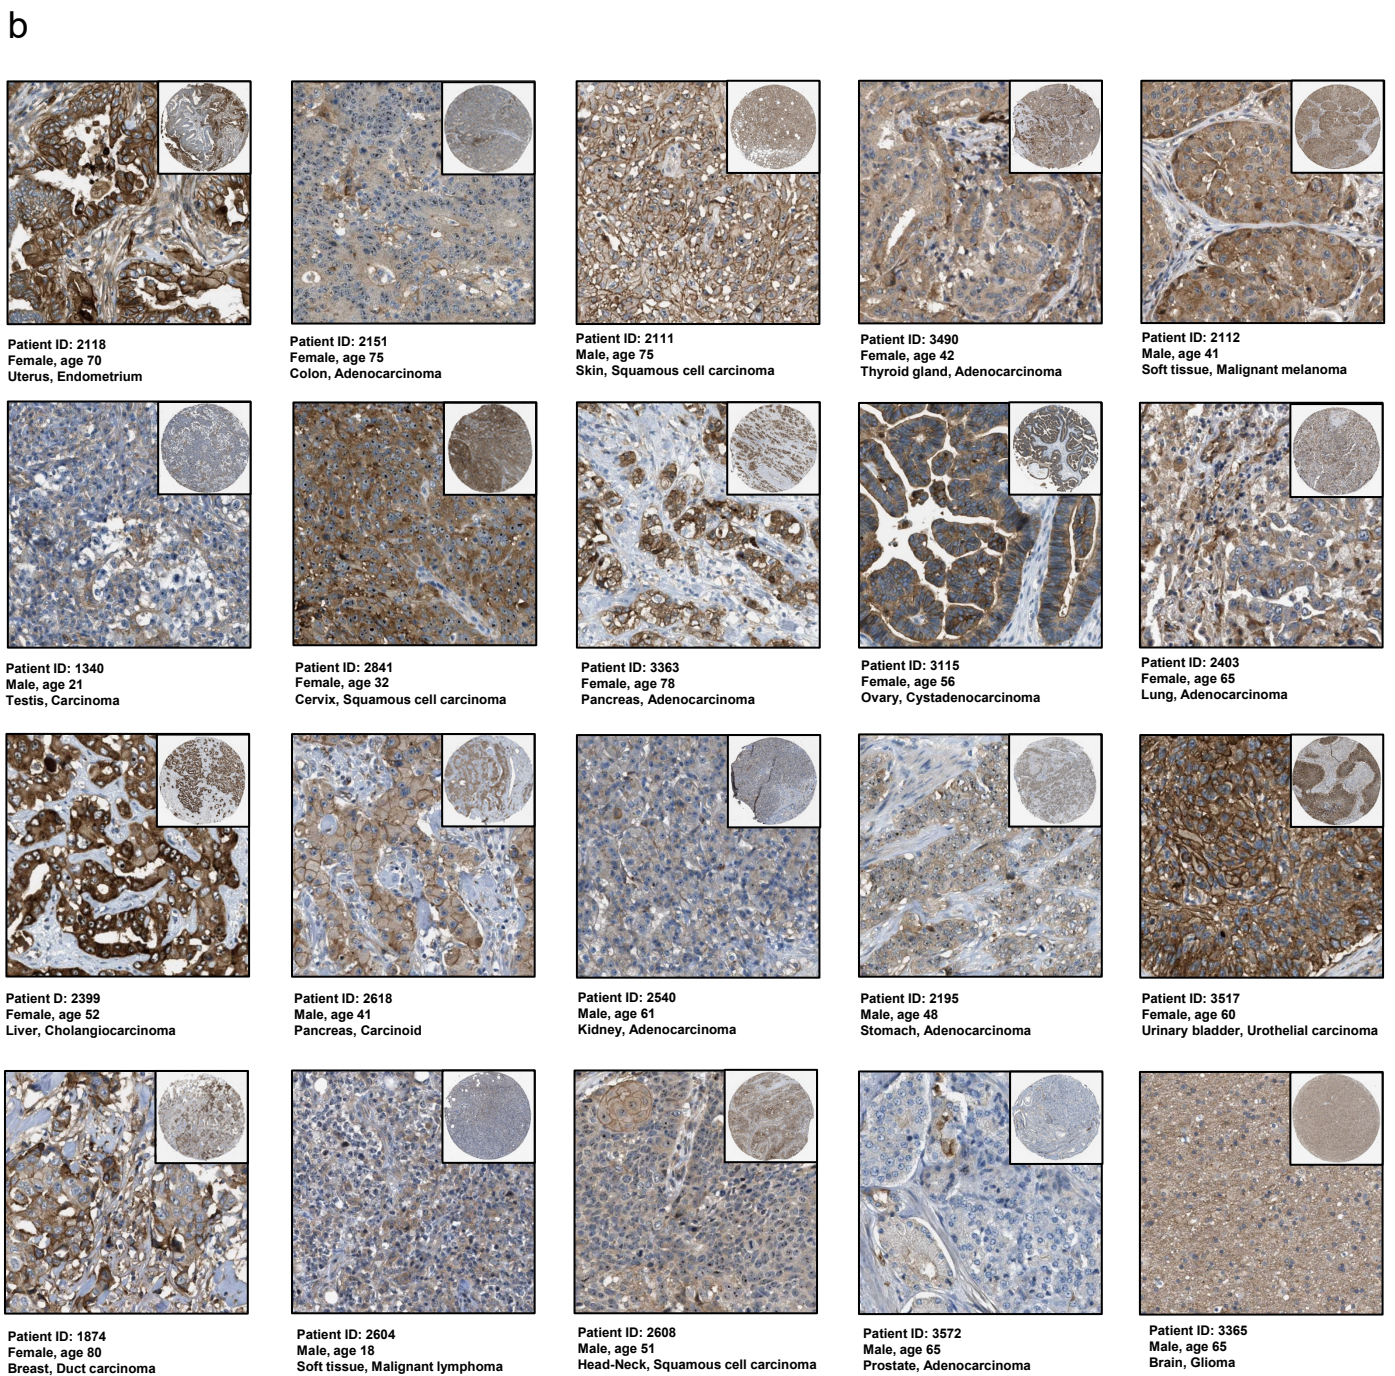 b
Patient ID: 2118
Female, age 70
Uterus, Endometrium
Patient ID: 2151
Female, age 75
Colon, Adenocarcinoma
Patient ID: 2111
Male, age 75
Skin, Squamous cell carcinoma
Patient ID: 3490
Female, age 42
Thyroid gland, Adenocarcinoma
Patient ID: 2112
Male, age 41
Soft tissue, Malignant melanoma
Patient ID: 1340
Male, age 21
Testis, Carcinoma
Patient ID: 2841
Female, age 32
Cervix, Squamous cell carcinoma
Patient ID: 3363
Female, age 78
Pancreas, Adenocarcinoma
Patient ID: 3115
Female, age 56
Ovary, Cystadenocarcinoma
Patient ID: 2403
Female, age 65
Lung, Adenocarcinoma
Patient D: 2399
Female, age 52
Liver, Cholangiocarcinoma
Patient ID: 2618
Male, age 41
Pancreas, Carcinoid
Patient ID: 2540
Male, age 61
Kidney, Adenocarcinoma
Patient ID: 2195
Male, age 48
Stomach, Adenocarcinoma
Patient ID: 3517
Female, age 60
Urinary bladder, Urothelial carcinoma
Patient ID: 1874
Female, age 80
Breast, Duct carcinoma
Patient ID: 2604
Male, age 18
Soft tissue, Malignant lymphoma
Patient ID: 2608
Male, age 51
Head-Neck, Squamous cell carcinoma
Patient ID: 3572
Male, age 65
Prostate, Adenocarcinoma
Patient ID: 3365
Male, age 65
Brain, Glioma